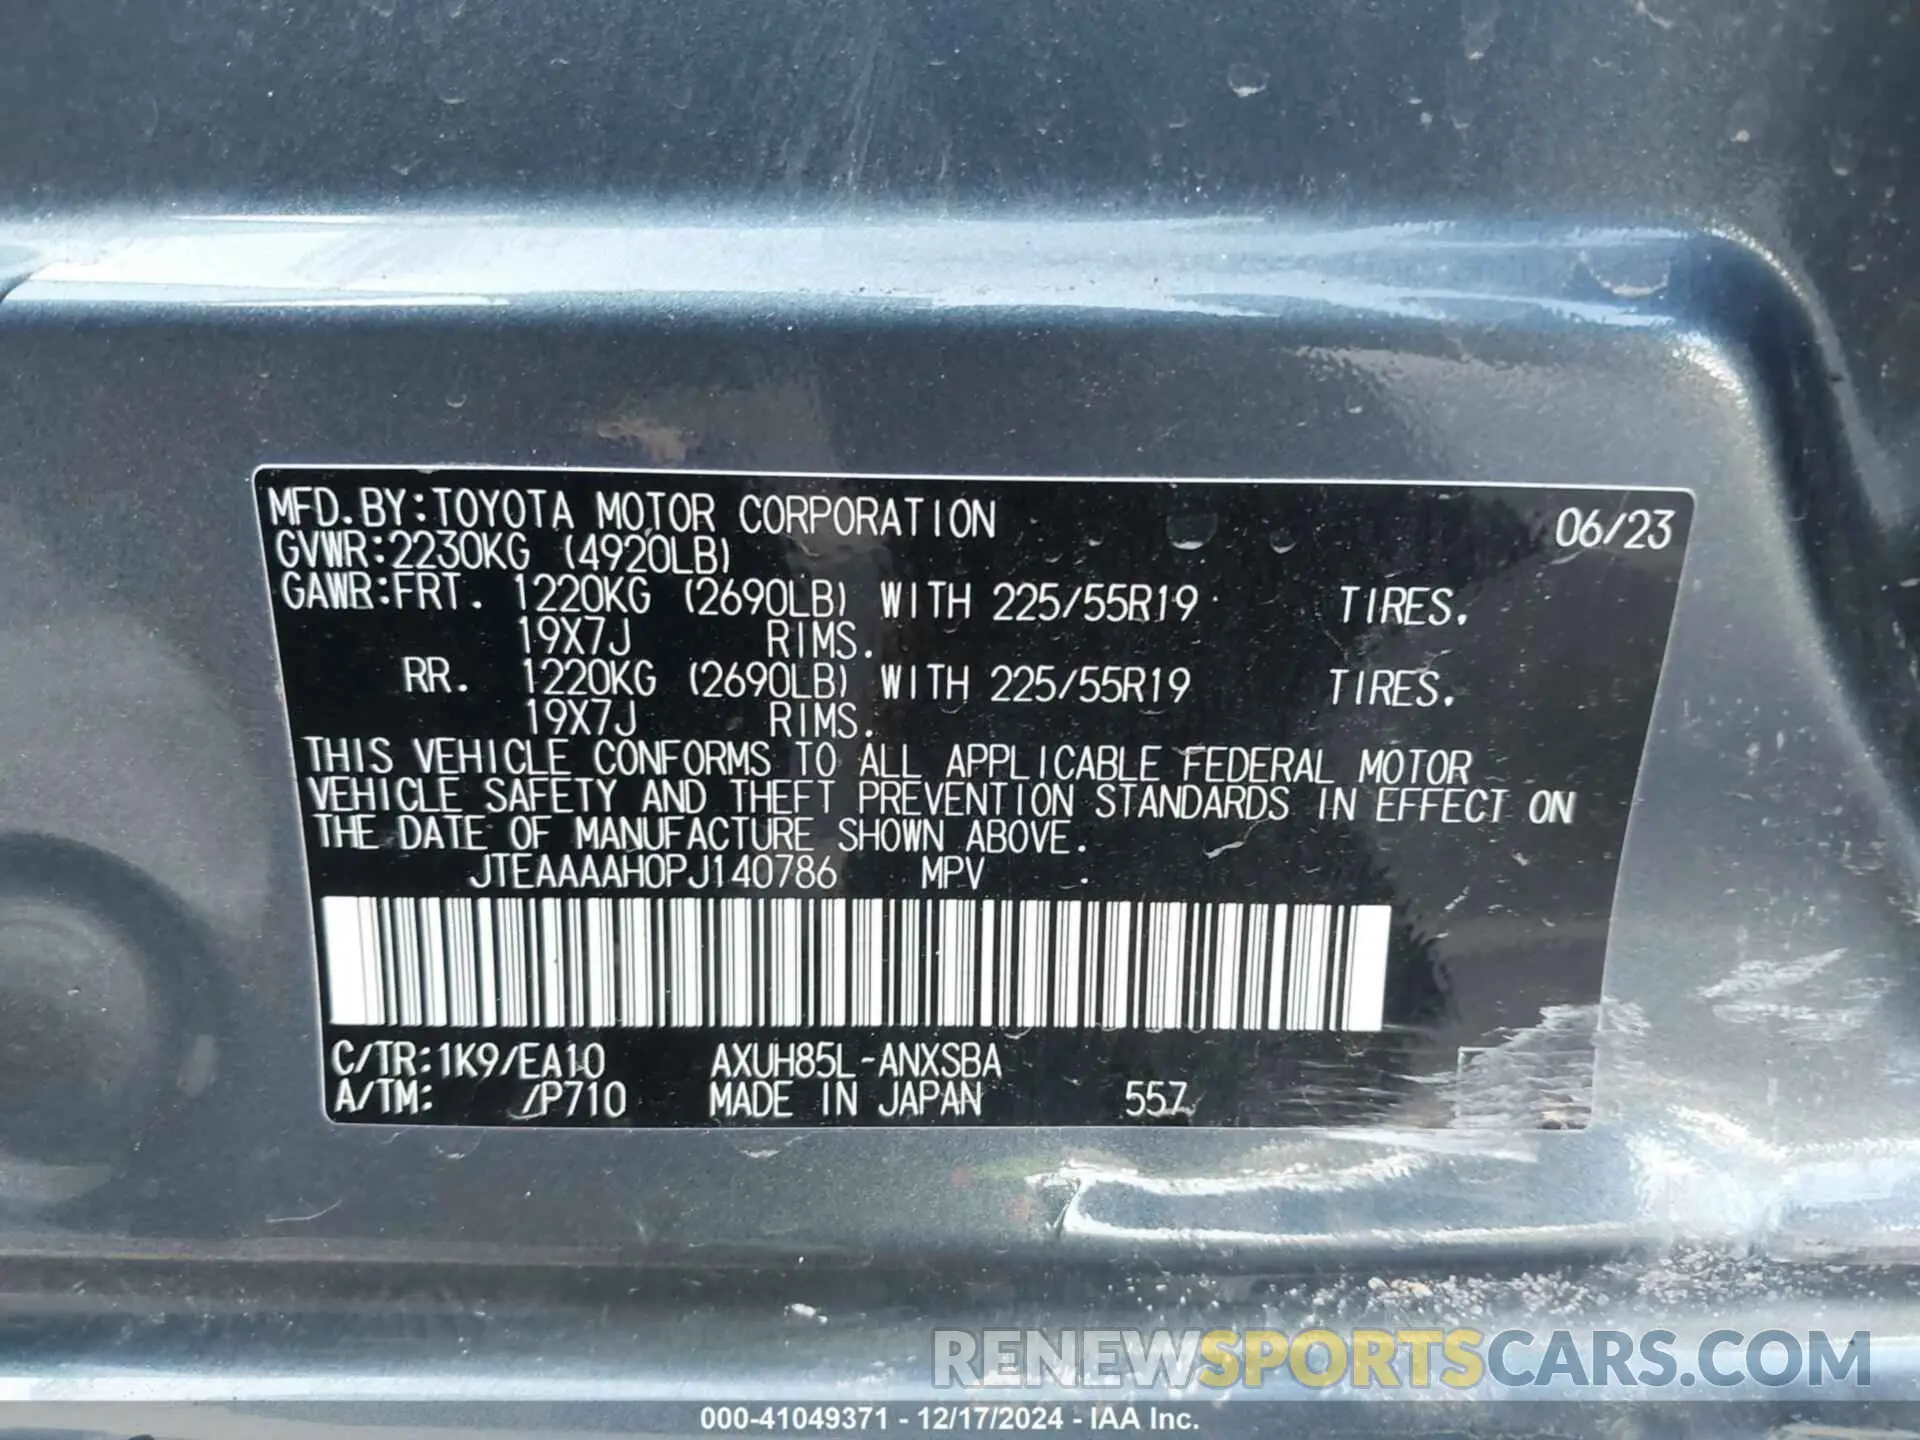 MFD.BY:TOYOTA MOTOR CORPORATION 06/23
GVWR:2230KG (4920LB)
GAWR:FRT. 1220KG (2690LB) WITH 225/55R19 TIRES.
19X7J RIMS.
RR. 1220KG (2690LB) WITH 225/55R19 TIRES.
19X7J RIMS.
THIS VEHICLE CONFORMS TO ALL APPLICABLE FEDERAL MOTOR
VEHICLE SAFETY AND THEFT PREVENTION STANDARDS IN EFFECT ON
THE DATE OF MANUFACTURE SHOWN ABOVE.
JTEAAAAH0PJ140786 MPV
C/TR:1K9/EA10 AXUH85L-ANXSBA
A/TM: /P710 MADE IN JAPAN 557
RENEWSPORTSCARS.COM
000-41049371 - 12/17/2024 - IAA Inc.